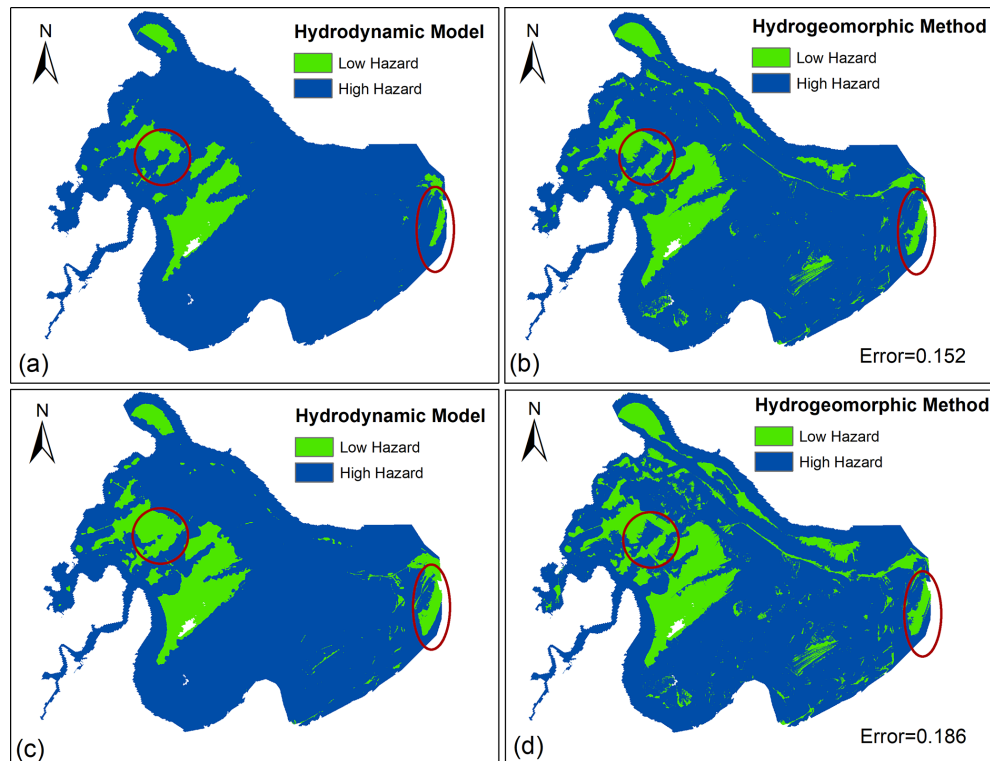 N
Hydrodynamic Model
Low Hazard
High Hazard
(a)
N
Hydrogeomorphic Method
Low Hazard
High Hazard
(b)
Error=0.152
N
Hydrodynamic Model
Low Hazard
High Hazard
(c)
N
Hydrogeomorphic Method
Low Hazard
High Hazard
(d)
Error=0.186